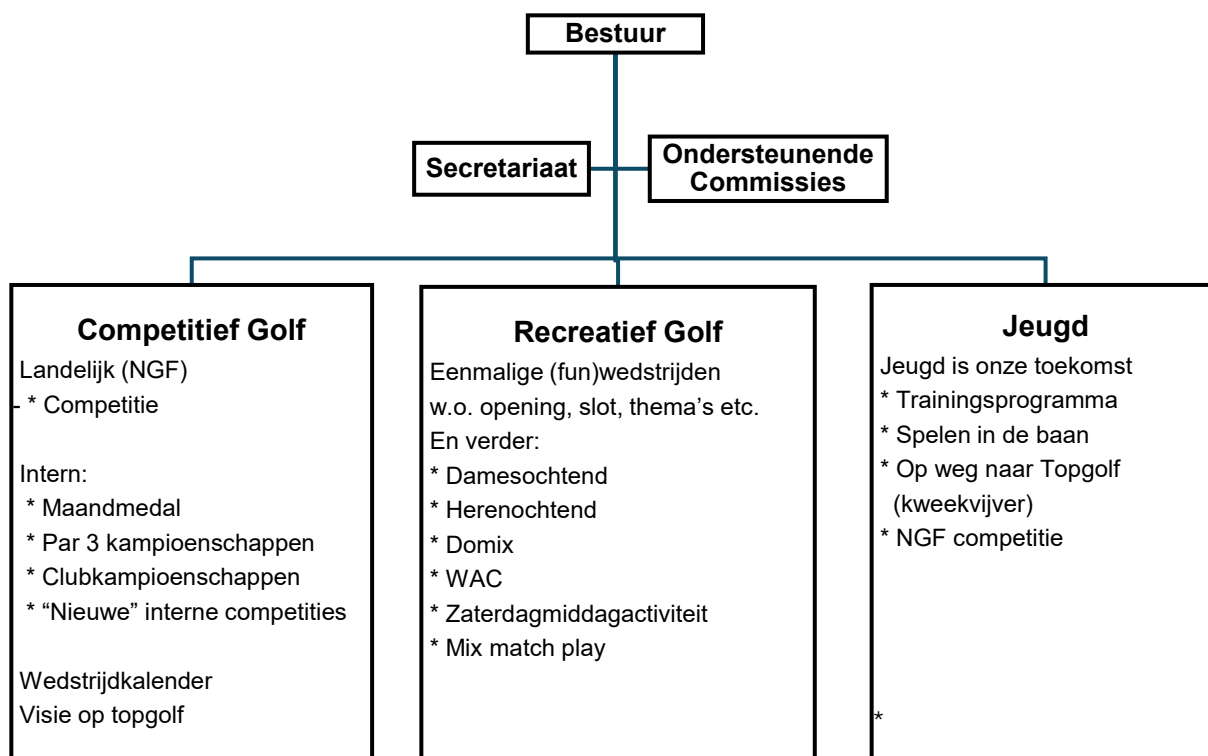 Bestuur
Secretariaat
Ondersteunende
Commissies
Competitief Golf
Landelijk (NGF)
- * Competitie
Intern:
* Maandmedal
* Par 3 kampioenschappen
* Clubkampioenschappen
* “Nieuwe” interne competities
Wedstrijdkalender
Visie op topgolf
Recreatief Golf
Eenmalige (fun)wedstrijden
w.o. opening, slot, thema’s etc.
En verder:
* Damesochtend
* Herenochtend
* Domix
* WAC
* Zaterdagmiddagactiviteit
* Mix match play
Jeugd
Jeugd is onze toekomst
* Trainingsprogramma
* Spelen in de baan
* Op weg naar Topgolf
(kweekvijver)
* NGF competitie
*